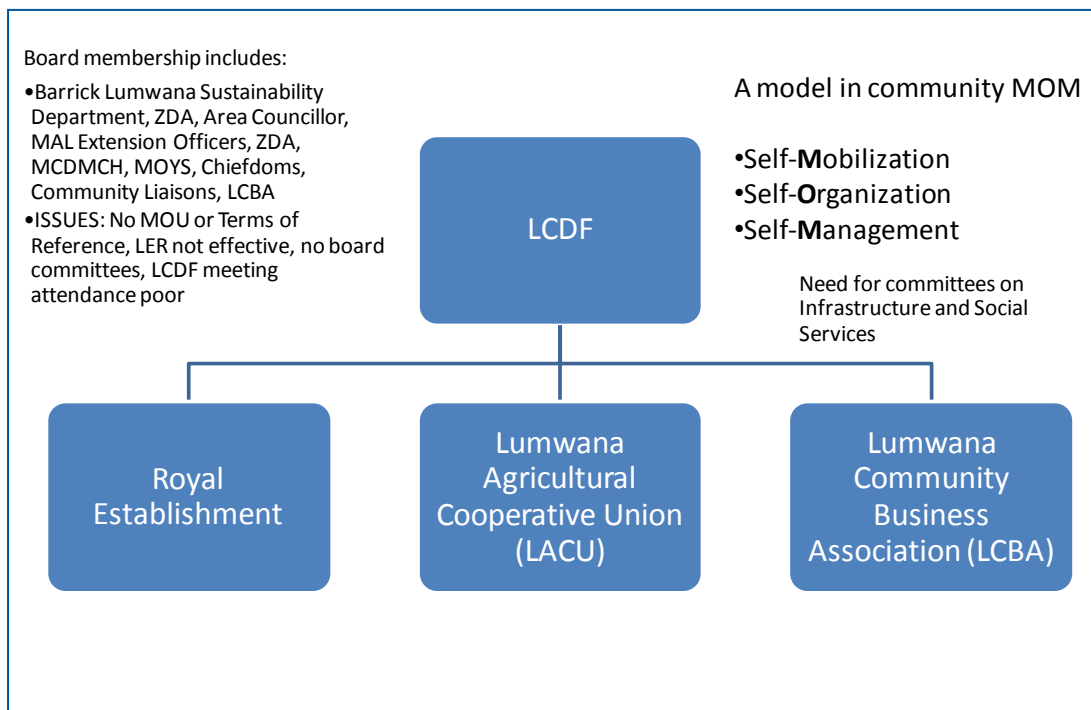 Board membership includes:
•Barrick Lumwana Sustainability
Department, ZDA, Area Councillor,
MAL Extension Officers, ZDA,
MCDMCH, MOYS, Chiefdoms,
Community Liaisons, LCBA
•ISSUES: No MOU or Terms of
Reference, LER not effective, no board
committees, LCDF meeting
attendance poor
LCDF
A model in community MOM
•Self-Mobilization
•Self-Organization
•Self-Management
Need for committees on
Infrastructure and Social
Services
Royal
Establishment
Lumwana
Agricultural
Cooperative Union
(LACU)
Lumwana
Community
Business
Association (LCBA)